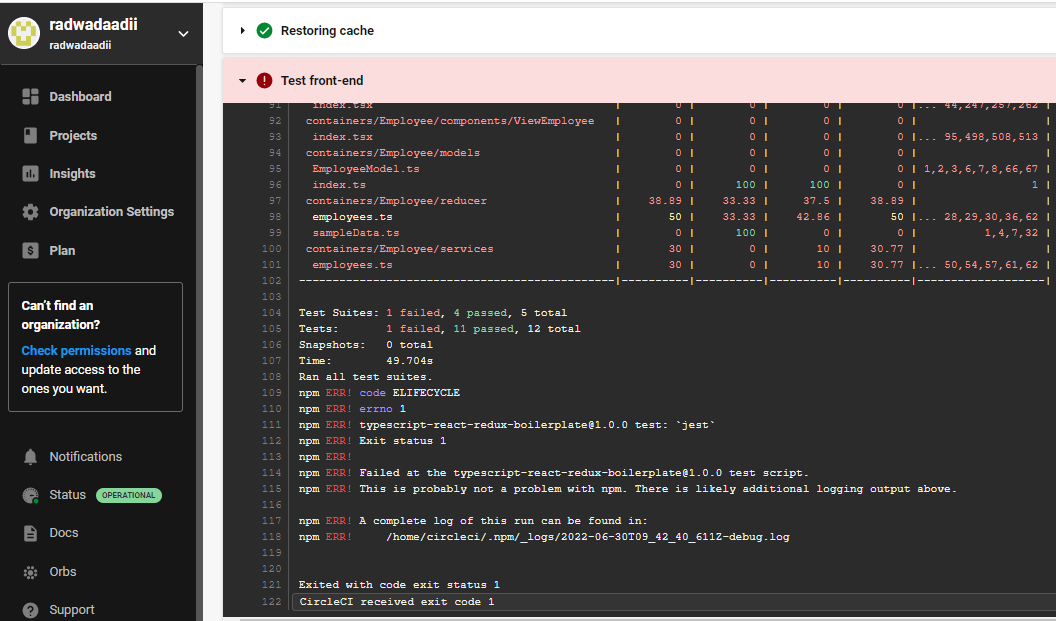 radwadaadii
radwadaadii
Dashboard
Projects
Insights
Organization Settings
Plan
Can't find an
organization?
Check permissions and
update access to the
ones you want.
Notifications
Status OPERATIONAL
Docs
Orbs
Support
Restoring cache
Test front-end
91 index.tsx | 0 | 0 | 0 | 0 |... 44,247,257,262 |
92 containers/Employee/components/ViewEmployee | 0 | 0 | 0 | 0 | |
93 index.tsx | 0 | 0 | 0 | 0 |... 95,498,508,513 |
94 containers/Employee/models | 0 | 0 | 0 | 0 | |
95 EmployeeModel.ts | 0 | 0 | 0 | 0 | 1,2,3,6,7,8,66,67 |
96 index.ts | 0 | 100 | 100 | 0 | 1 |
97 containers/Employee/reducer | 38.89 | 33.33 | 37.5 | 38.89 | |
98 employees.ts | 50 | 33.33 | 42.86 | 50 |... 28,29,30,36,62 |
99 sampleData.ts | 0 | 100 | 0 | 0 | 1,4,7,32 |
100 containers/Employee/services | 30 | 0 | 10 | 30.77 | |
101 employees.ts | 30 | 0 | 10 | 30.77 |... 50,54,57,61,62 |
102 -----------------------------------------------|----------|----------|----------|----------|-------------------|
103
104 Test Suites: 1 failed, 4 passed, 5 total
105 Tests: 1 failed, 11 passed, 12 total
106 Snapshots: 0 total
107 Time: 49.704s
108 Ran all test suites.
109 npm ERR! code ELIFECYCLE
110 npm ERR! errno 1
111 npm ERR! typescript-react-redux-boilerplate@1.0.0 test: `jest`
112 npm ERR! Exit status 1
113 npm ERR!
114 npm ERR! Failed at the typescript-react-redux-boilerplate@1.0.0 test script.
115 npm ERR! This is probably not a problem with npm. There is likely additional logging output above.
116
117 npm ERR! A complete log of this run can be found in:
118 npm ERR! /home/circleci/.npm/_logs/2022-06-30T09_42_40_611Z-debug.log
119
120
121 Exited with code exit status 1
122 CircleCI received exit code 1